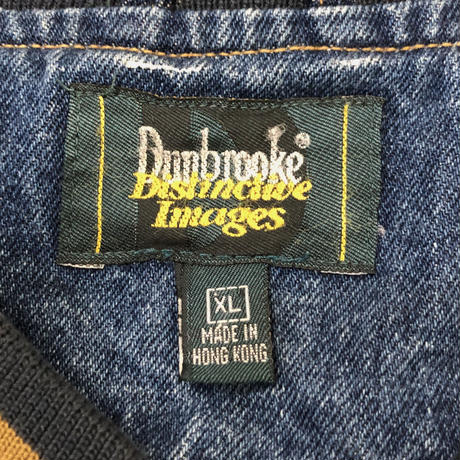 Dunbrooke®
Distinctive
Images
XL
MADE IN
HONG KONG